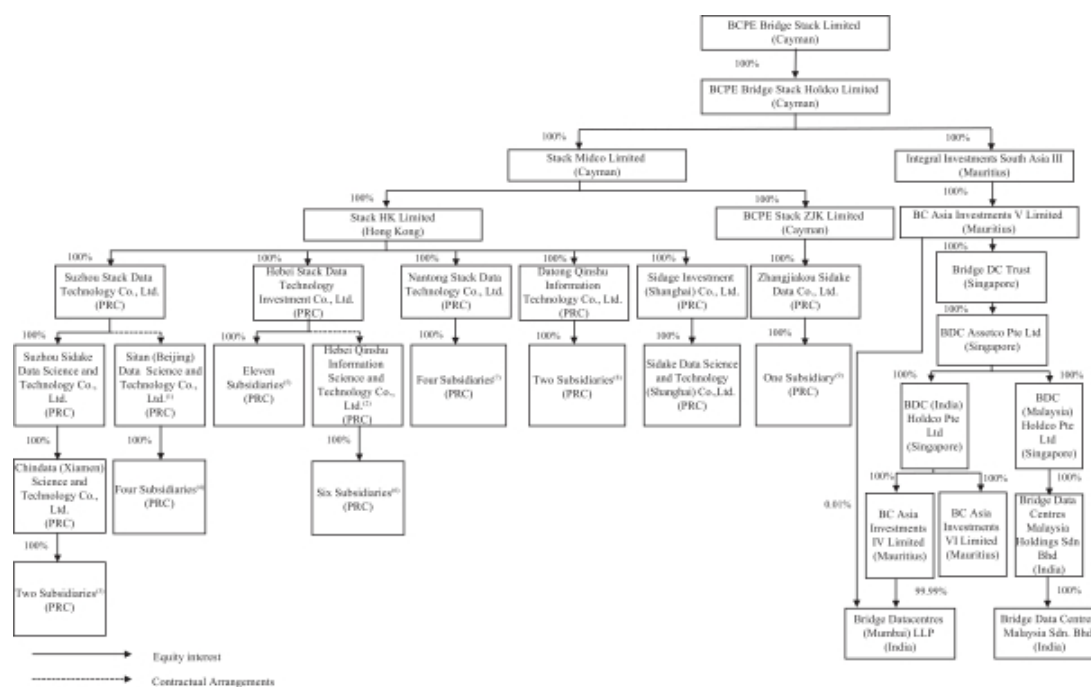 BCPE Bridge Stack Limited
(Cayman)
100%
BCPE Bridge Stack Holdco Limited
(Cayman)
100%
100%
Stack Midco Limited
(Cayman)
Integral Investments South Asia III
(Mauritius)
100%
100%
100%
Stack HK Limited
(Hong Kong)
BCPE Stack ZJK Limited
(Cayman)
BC Asia Investments V Limited
(Mauritius)
100%
100%
100%
100%
100%
100%
100%
Suzhou Stack Data
Technology Co., Ltd.
(PRC)
Hebei Stack Data
Technology
Investment Co., Ltd.
(PRC)
Nantong Stack Data
Technology Co., Ltd.
(PRC)
Datong Qinshu
Information
Technology Co., Ltd.
(PRC)
Sidage Investment
(Shanghai) Co., Ltd.
(PRC)
Zhangjiakou Sidake
Data Co., Ltd.
(PRC)
Bridge DC Trust
(Singapore)
100%
BDC Assetco Pte Ltd
(Singapore)
100%
100%
100%
100%
100%
100%
100%
Suzhou Sidake
Data Science and
Technology Co.,
Ltd.
(PRC)
Sitan (Beijing)
Data Science and
Technology Co.,
Ltd.
(PRC)
Eleven
Subsidiaries
(PRC)
Hebei Qinshu
Information
Science and
Technology Co.,
Ltd.(2)
(PRC)
Four Subsidiaries
(PRC)
Two Subsidiaries
(PRC)
Sidake Data Science
and Technology
(Shanghai) Co.,Ltd.
(PRC)
One Subsidiary
(PRC)
100%
100%
BDC (India)
Holdco Pte
Ltd
(Singapore)
BDC
(Malaysia)
Holdco Pte
Ltd
(Singapore)
100%
100%
100%
Chindata (Xiamen)
Science and
Technology Co.,
Ltd.
(PRC)
Four Subsidiaries
(PRC)
Six Subsidiaries
(PRC)
100%
100%
100%
0.01%
BC Asia
Investments
IV Limited
(Mauritius)
BC Asia
Investments
VI Limited
(Mauritius)
Bridge Data
Centres
Malaysia
Holdings Sdn
Bhd
(India)
100%
Two Subsidiaries
(PRC)
99.99%
100%
Bridge Datacentres
(Mumbai) LLP
(India)
Bridge Data Centre
Malaysia Sdn. Bhd
(India)
Equity interest
Contractual Arrangements